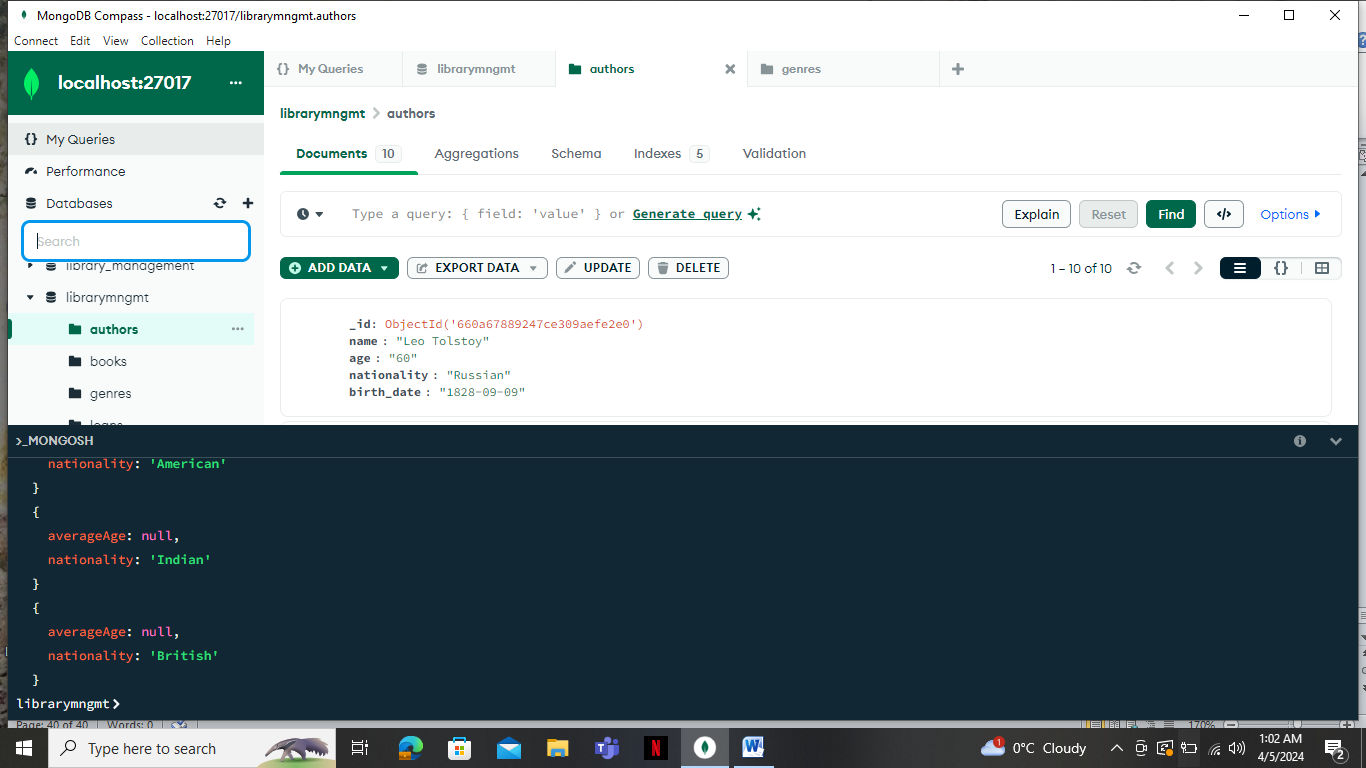 MongoDB Compass - localhost:27017/librarymngmt.authors
Connect Edit View Collection Help
localhost:27017 ...
{} My Queries
librarymngmt
authors
genres
librarymngmt > authors
My Queries
Performance
Databases
Search
library_management
librarymngmt
authors ...
books
genres
loans
Documents 10 Aggregations Schema Indexes 5 Validation
Type a query: { field: 'value' } or Generate query
Explain Reset Find </> Options
ADD DATA EXPORT DATA UPDATE DELETE
1 – 10 of 10 {}
_id: ObjectId('660a67889247ce309aefe2e0')
name : "Leo Tolstoy"
age : "60"
nationality : "Russian"
birth_date : "1828-09-09"
>_MONGOSH
nationality: 'American'
}
{
averageAge: null,
nationality: 'Indian'
}
{
averageAge: null,
nationality: 'British'
}
librarymngmt>
Page: 40 of 40 Words: 0 170%
Type here to search
1 0°C Cloudy
1:02 AM
4/5/2024
2